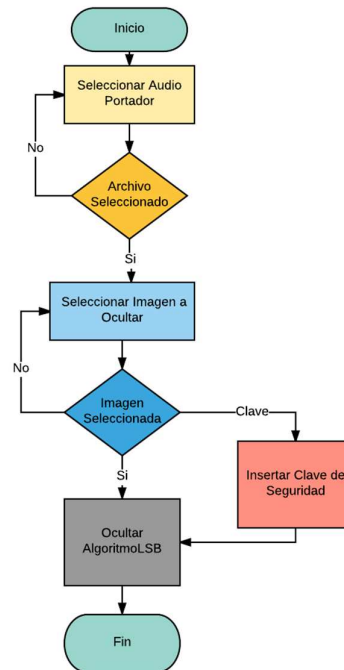 Inicio
Seleccionar Audio
Portador
No
Archivo
Seleccionado
Si
Seleccionar Imagen a
Ocultar
No
Imagen
Seleccionada
Clave
Si
Insertar Clave de
Seguridad
Ocultar
AlgoritmoLSB
Fin